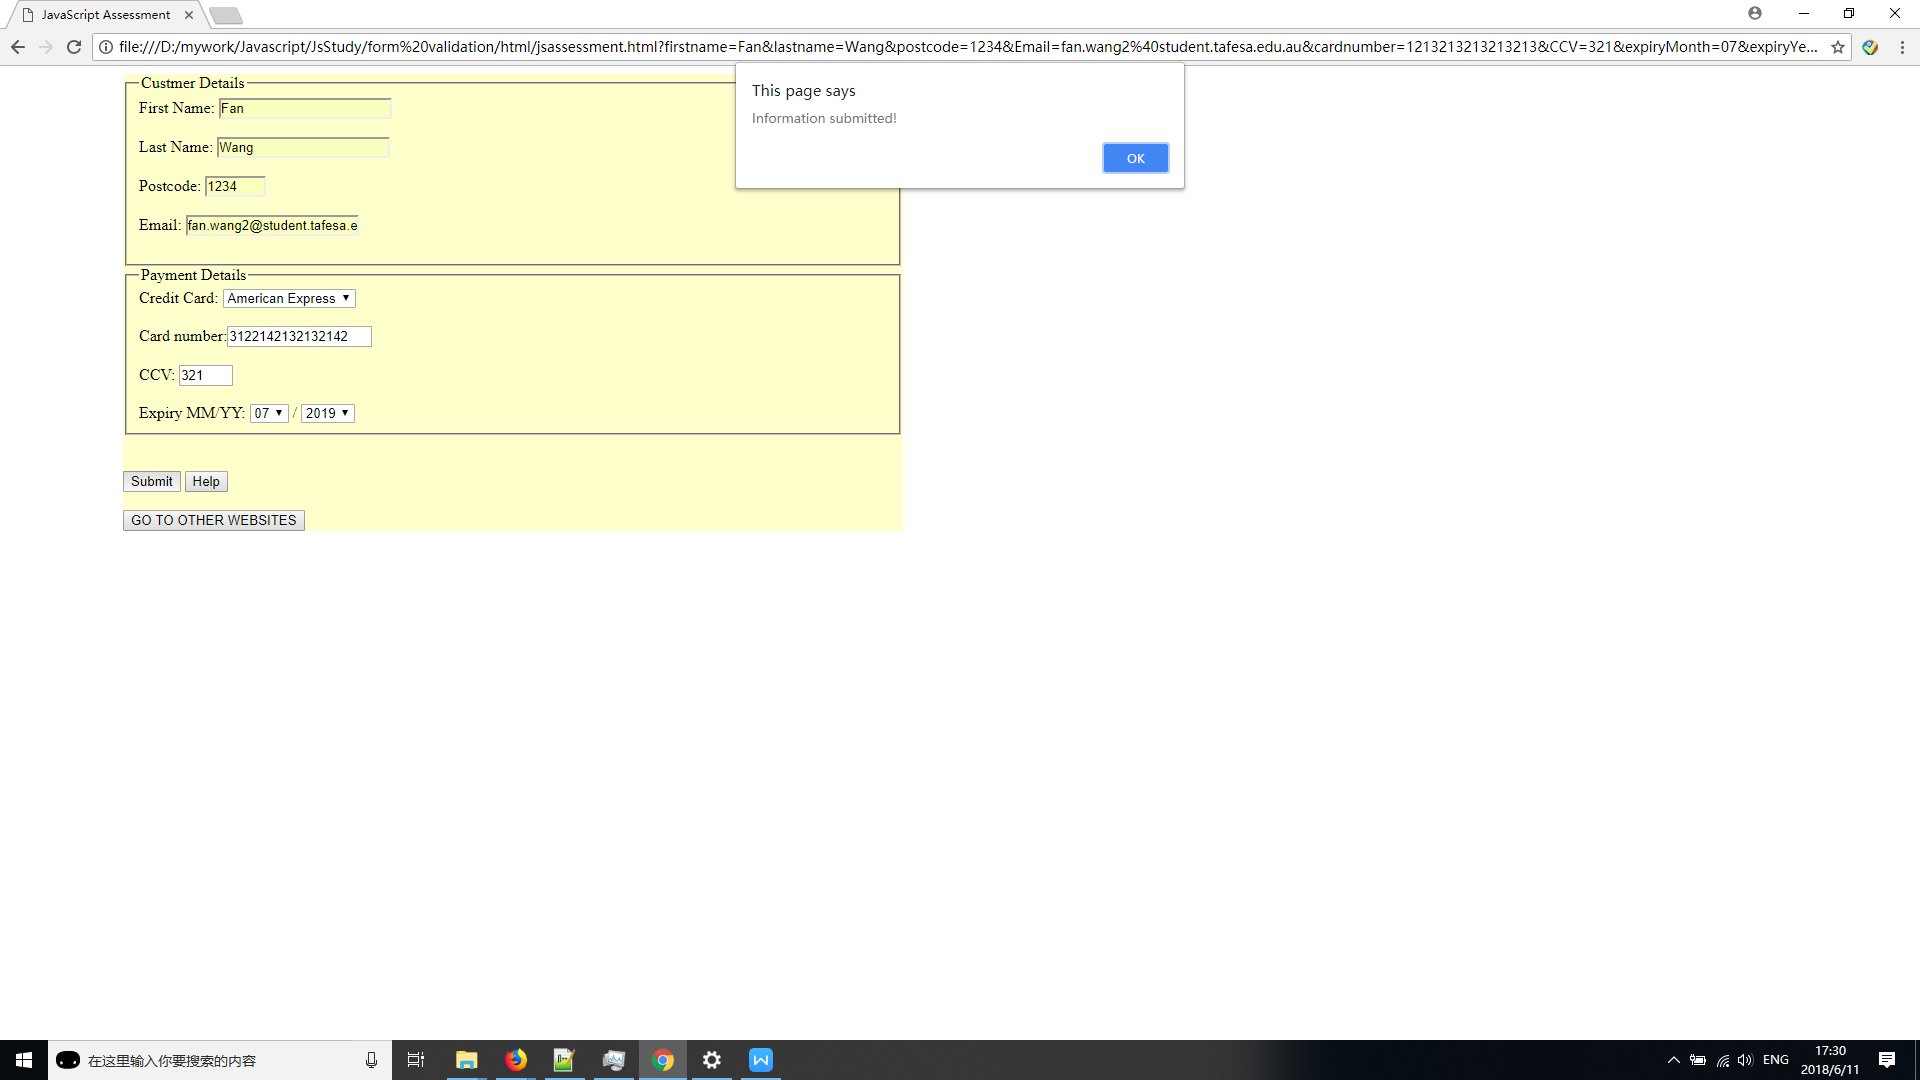 JavaScript Assessment
file:///D:/mywork/Javascript/JsStudy/form%20validation/html/jsassessment.html?firstname=Fan&lastname=Wang&postcode=1234&Email=fan.wang2%40student.tafesa.edu.au&cardnumber=1213213213213213&CCV=321&expiryMonth=07&expiryYe...
This page says
Information submitted!
OK
Custmer Details
First Name: Fan
Last Name: Wang
Postcode: 1234
Email: fan.wang2@student.tafesa.e
Payment Details
Credit Card: American Express
Card number: 3122142132132142
CCV: 321
Expiry MM/YY: 07 / 2019
Submit Help
GO TO OTHER WEBSITES
在这里输入你要搜索的内容
ENG
17:30
2018/6/11